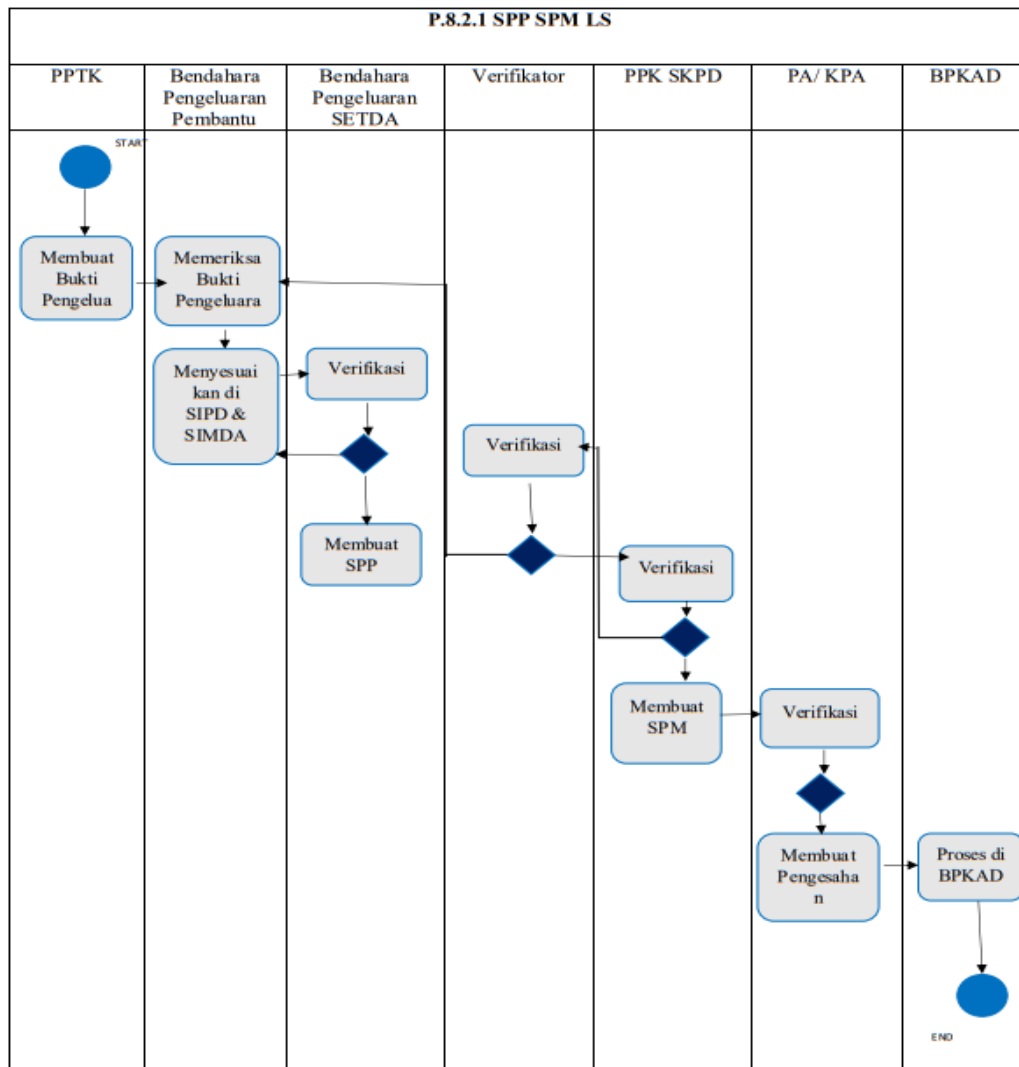 P.8.2.1 SPP SPM LS
PPTK
Bendahara
Pengeluaran
Pembantu
Bendahara
Pengeluaran
SETDA
Verifikator
PPK SKPD
PA/ KPA
BPKAD
START
Membuat
Bukti
Pengelua
Memeriksa
Bukti
Pengeluara
Menyesuai
kan di
SIPD &
SIMDA
Verifikasi
Verifikasi
Membuat
SPP
Verifikasi
Membuat
SPM
Verifikasi
Membuat
Pengesaha
n
Proses di
BPKAD
END